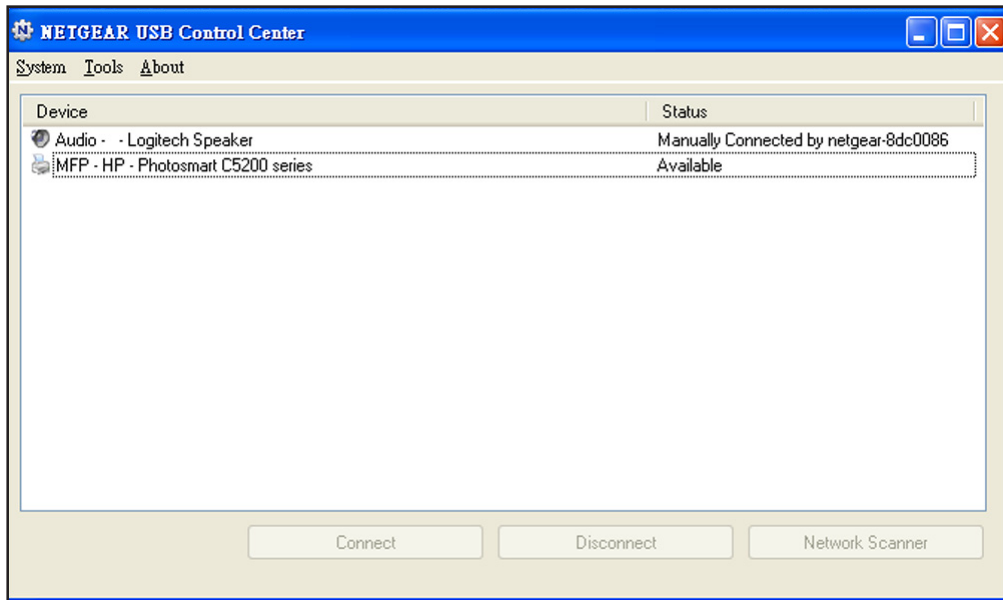 NETGEAR USB Control Center
System Tools About
Device Status
Audio - - Logitech Speaker Manually Connected by netgear-8dc0086
MFP - HP - Photosmart C5200 series Available
Connect Disconnect Network Scanner